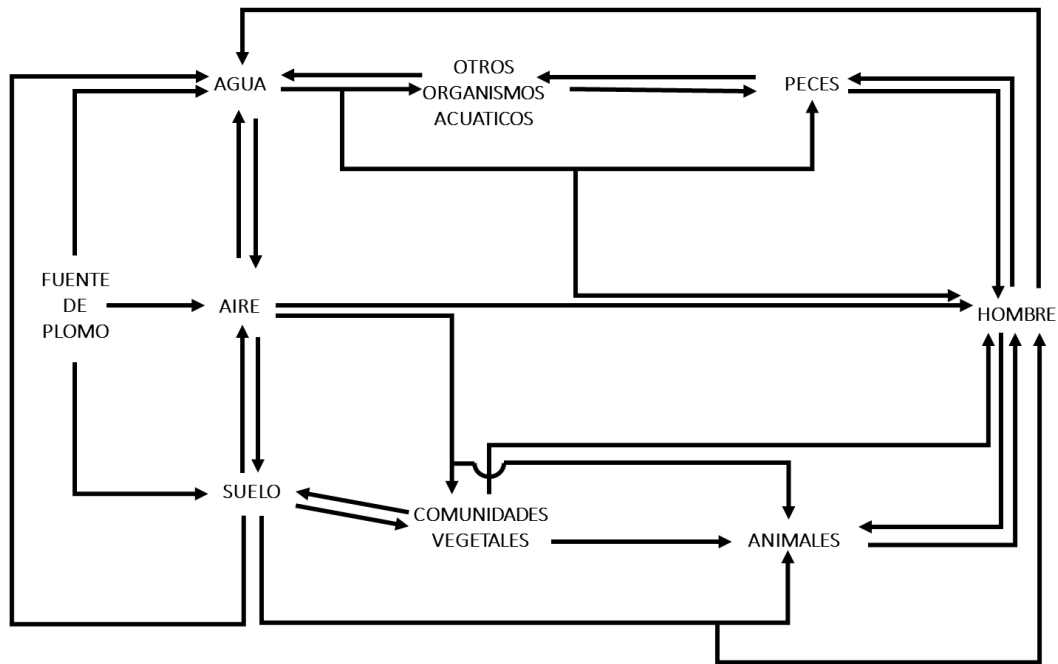 AGUA
OTROS
ORGANISMOS
ACUATICOS
PECES
FUENTE
DE
PLOMO
AIRE
HOMBRE
SUELO
COMUNIDADES
VEGETALES
ANIMALES